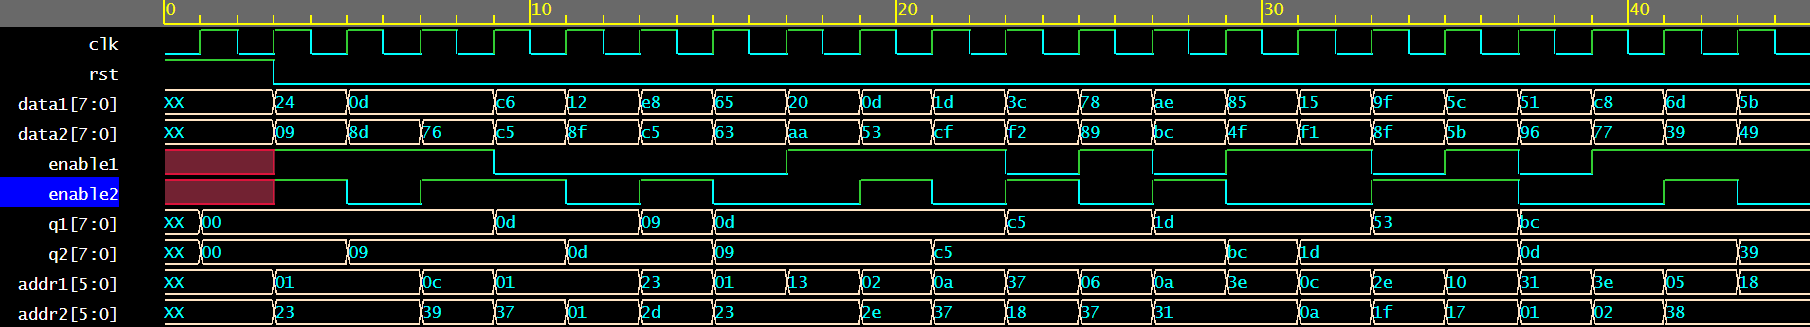 0 10 20 30 40
clk
rst
data1[7:0] XX 24 0d c6 12 e8 65 20 0d 1d 3c 78 ae 85 15 9f 5c 51 c8 6d 5b
data2[7:0] XX 09 8d 76 c5 8f c5 63 aa 53 cf f2 89 bc 4f f1 8f 5b 96 77 39 49
enable1
enable2
q1[7:0] XX 00 0d 09 0d c5 1d 53 bc
q2[7:0] XX 00 09 0d 09 c5 bc 1d 0d 39
addr1[5:0] XX 01 0c 01 23 01 13 02 0a 37 06 0a 3e 0c 2e 10 31 3e 05 18
addr2[5:0] XX 23 39 37 01 2d 23 2e 37 18 37 31 0a 1f 17 01 02 38